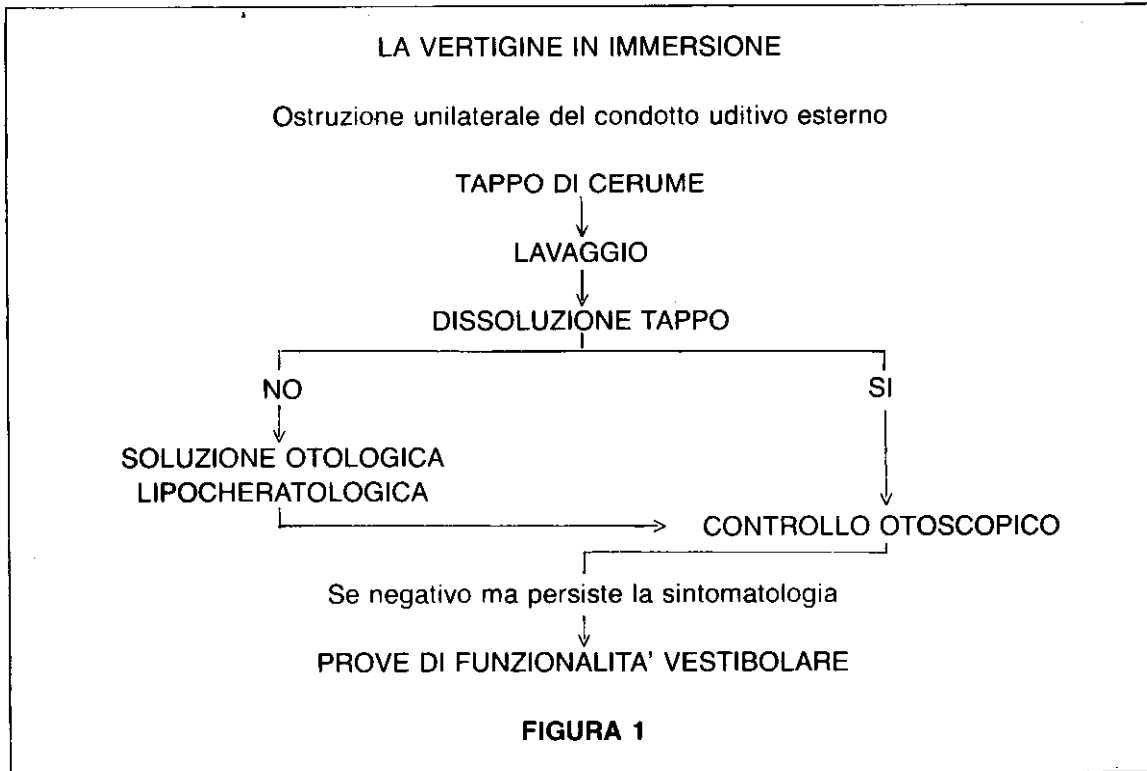 LA VERTIGINE IN IMMERSIONE
Ostruzione unilaterale del condotto uditivo esterno
TAPPO DI CERUME
LAVAGGIO
DISSOLUZIONE TAPPO
NO
SI
SOLUZIONE OTOLOGICA
LIPOCHERATOLOGICA
CONTROLLO OTOSCOPICO
Se negativo ma persiste la sintomatologia
PROVE DI FUNZIONALITA' VESTIBOLARE
FIGURA 1